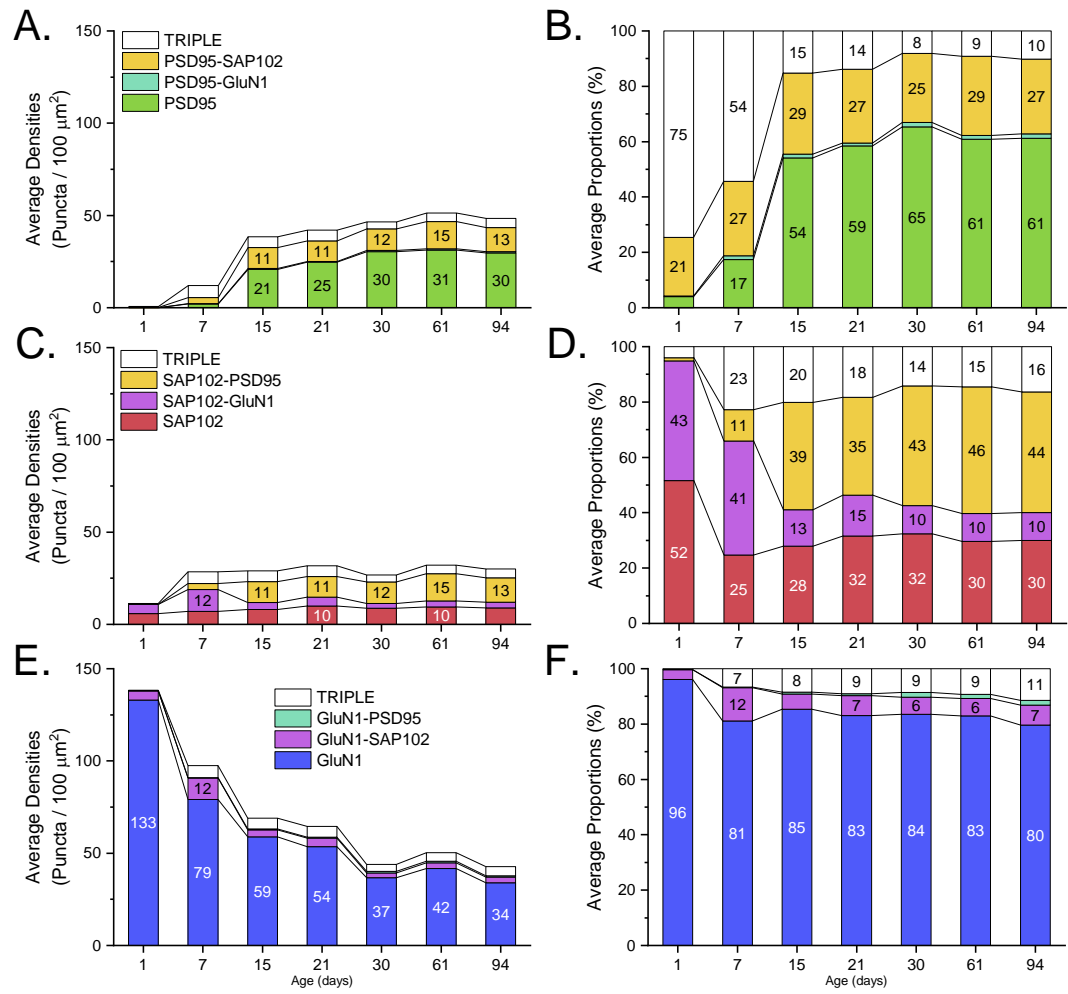 A.
150
100
50
0
Average Densities
(Puncta / 100 μm²)
TRIPLE
PSD95-SAP102
PSD95-GluN1
PSD95
11 11 12 15 13
21 25 30 31 30
1 7 15 21 30 61 94
B.
100
80
60
40
20
0
Average Proportions (%)
75 54 15 14 8 9 10
21 27 29 27 25 29 27
17 54 59 65 61 61
1 7 15 21 30 61 94
C.
150
100
50
0
Average Densities
(Puncta / 100 μm²)
TRIPLE
SAP102-PSD95
SAP102-GluN1
SAP102
12 11 11 12 15 13
10 10
1 7 15 21 30 61 94
D.
100
80
60
40
20
0
Average Proportions (%)
23 20 18 14 15 16
11 39 35 43 46 44
43 41 13 15 10 10 10
52 25 28 32 32 30 30
1 7 15 21 30 61 94
E.
150
100
50
0
Average Densities
(Puncta / 100 μm²)
TRIPLE
GluN1-PSD95
GluN1-SAP102
GluN1
12
133 79 59 54 37 42 34
1 7 15 21 30 61 94
Age (days)
F.
100
80
60
40
20
0
Average Proportions (%)
7 8 9 9 9 11
12 7 6 6 7
96 81 85 83 84 83 80
1 7 15 21 30 61 94
Age (days)